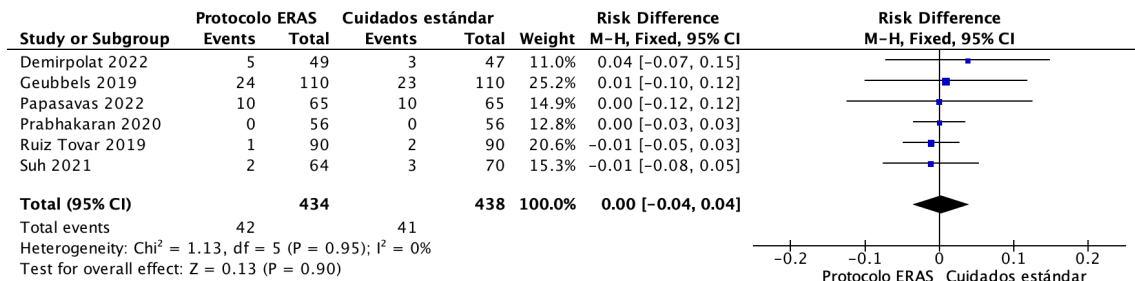 Protocolo ERAS Cuidados estándar Risk Difference Risk Difference
Study or Subgroup Events Total Events Total Weight M-H, Fixed, 95% CI M-H, Fixed, 95% CI
Demirpolat 2022 5 49 3 47 11.0% 0.04 [-0.07, 0.15]
Geubbels 2019 24 110 23 110 25.2% 0.01 [-0.10, 0.12]
Papasavas 2022 10 65 10 65 14.9% 0.00 [-0.12, 0.12]
Prabhakaran 2020 0 56 0 56 12.8% 0.00 [-0.03, 0.03]
Ruiz Tovar 2019 1 90 2 90 20.6% -0.01 [-0.05, 0.03]
Suh 2021 2 64 3 70 15.3% -0.01 [-0.08, 0.05]
Total (95% CI) 434 438 100.0% 0.00 [-0.04, 0.04]
Total events 42 41
Heterogeneity: Chi² = 1.13, df = 5 (P = 0.95); I² = 0%
Test for overall effect: Z = 0.13 (P = 0.90)
-0.2 -0.1 0 0.1 0.2
Protocolo ERAS Cuidados estándar